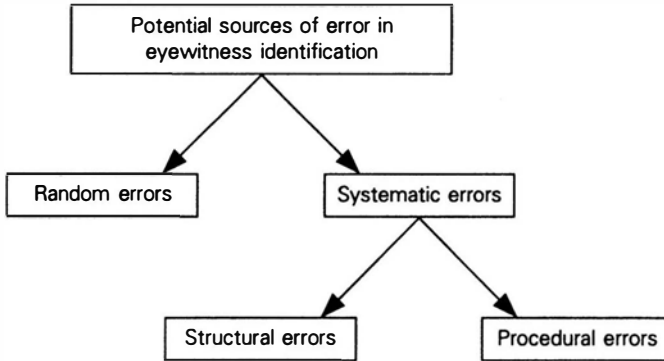 Potential sources of error in
eyewitness identification
Random errors
Systematic errors
Structural errors
Procedural errors